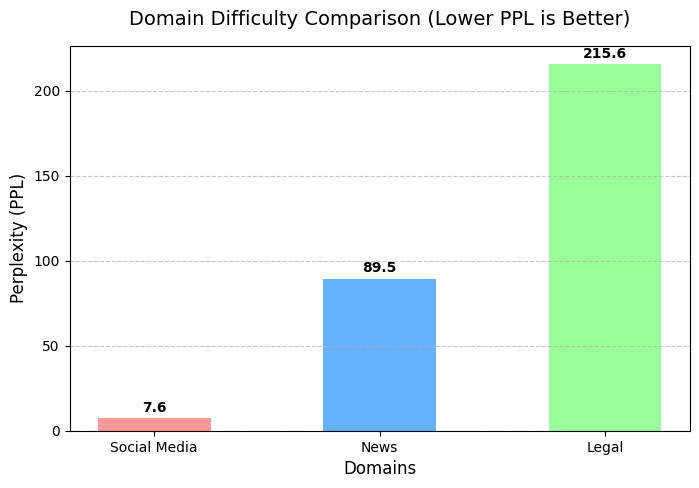 Domain Difficulty Comparison (Lower PPL is Better)
215.6
200
150
Perplexity (PPL)
100
89.5
50
7.6
0
Social Media
News
Legal
Domains